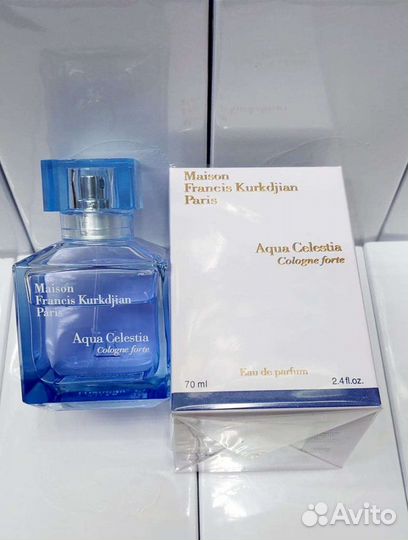 Maison
Francis Kurkdjian
Paris
Aqua Celestia
Cologne forte
Maison
Francis Kurkdjian
Paris
Aqua Celestia
Cologne forte
Eau de parfum
70 ml 2.4 fl.oz.
Avito